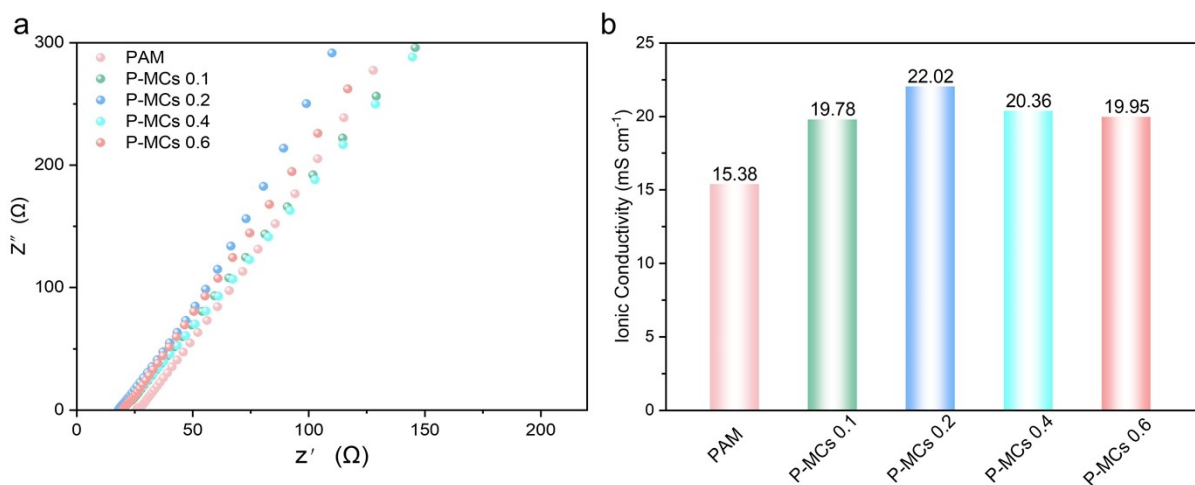 a
300
200
100
0
Z″ (Ω)
PAM
P-MCs 0.1
P-MCs 0.2
P-MCs 0.4
P-MCs 0.6
0 50 100 150 200
Z′ (Ω)
b
25
20
15
10
5
0
Ionic Conductivity (mS cm⁻¹)
15.38
19.78
22.02
20.36
19.95
PAM
P-MCs 0.1
P-MCs 0.2
P-MCs 0.4
P-MCs 0.6